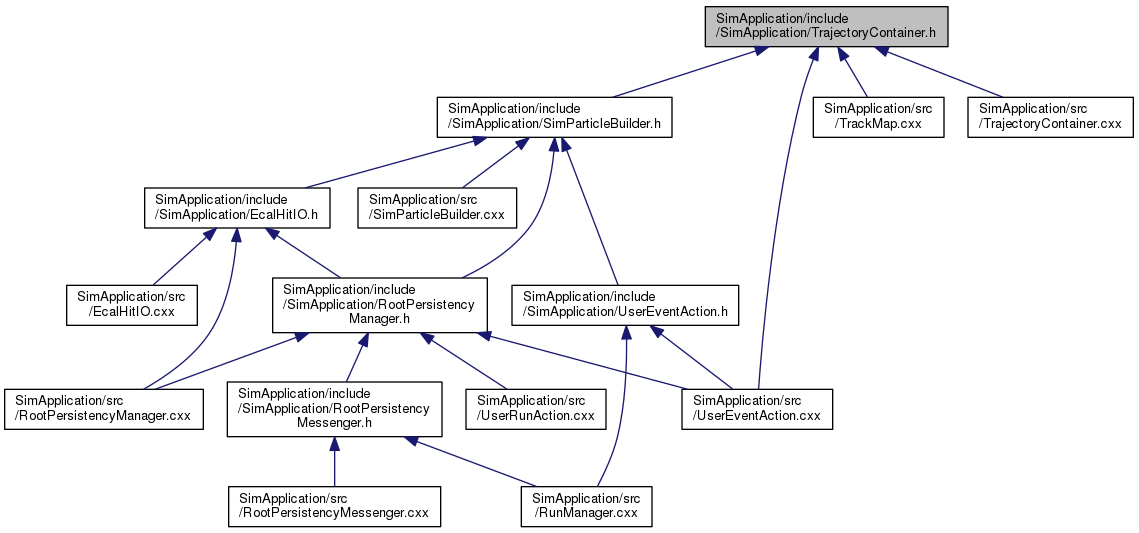 SimApplication/include
/SimApplication/TrajectoryContainer.h
SimApplication/include
/SimApplication/SimParticleBuilder.h
SimApplication/src
/TrackMap.cxx
SimApplication/src
/TrajectoryContainer.cxx
SimApplication/include
/SimApplication/EcalHitIO.h
SimApplication/src
/SimParticleBuilder.cxx
SimApplication/src
/EcalHitIO.cxx
SimApplication/include
/SimApplication/RootPersistency
Manager.h
SimApplication/include
/SimApplication/UserEventAction.h
SimApplication/src
/RootPersistencyManager.cxx
SimApplication/include
/SimApplication/RootPersistency
Messenger.h
SimApplication/src
/UserRunAction.cxx
SimApplication/src
/UserEventAction.cxx
SimApplication/src
/RootPersistencyMessenger.cxx
SimApplication/src
/RunManager.cxx